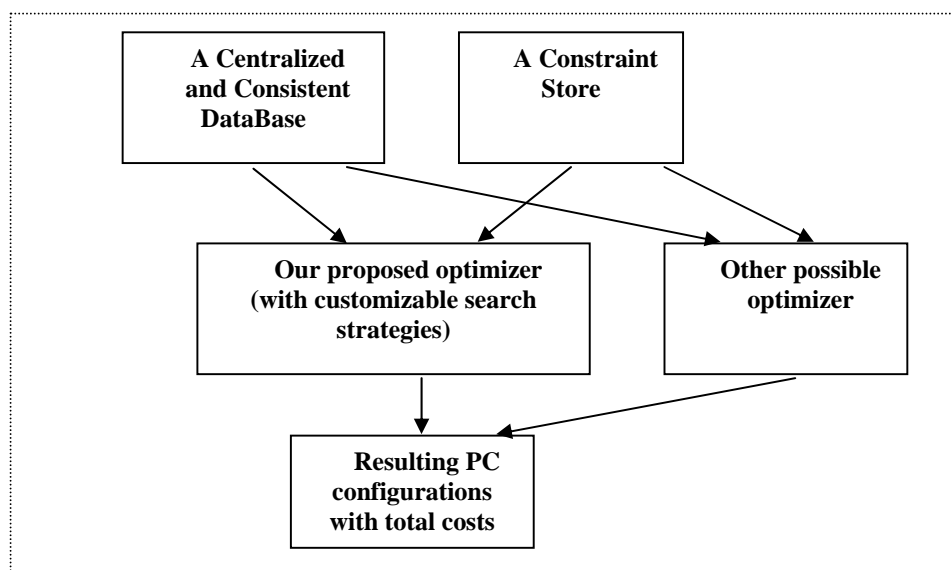 A Centralized
and Consistent
DataBase
A Constraint
Store
Our proposed optimizer
(with customizable search
strategies)
Other possible
optimizer
Resulting PC
configurations
with total costs